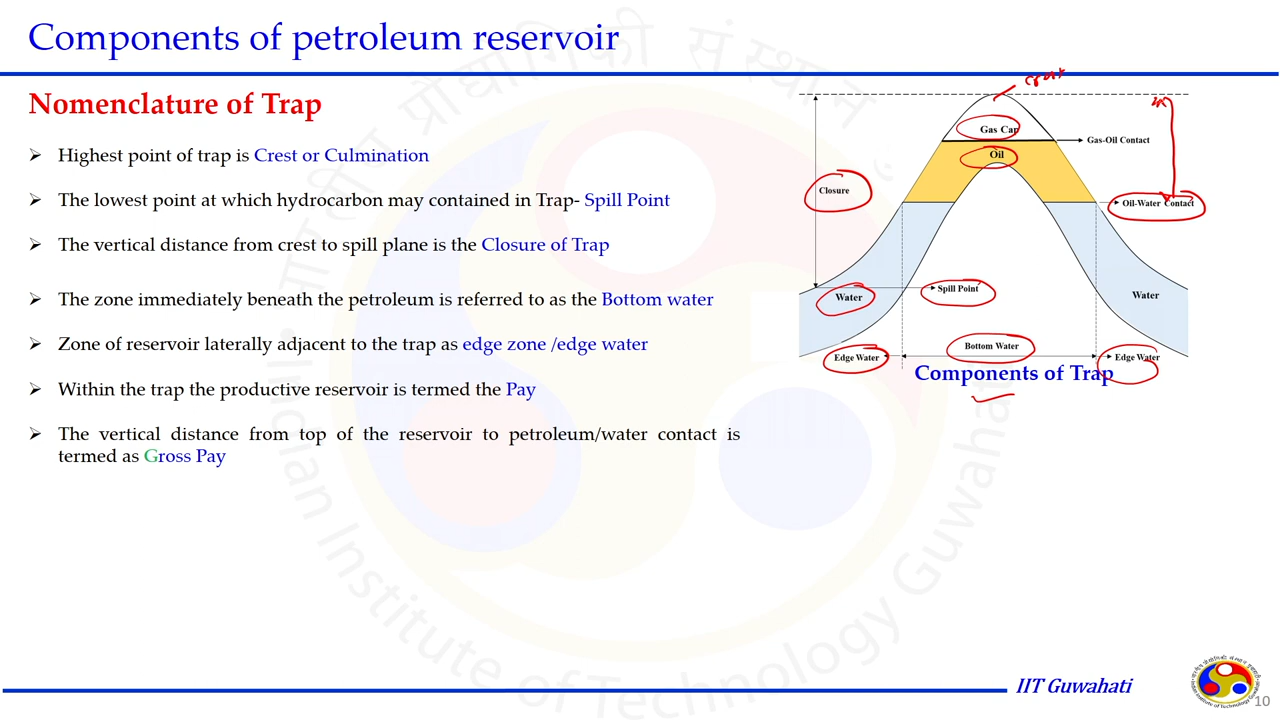 Components of petroleum reservoir
Nomenclature of Trap
Highest point of trap is Crest or Culmination
The lowest point at which hydrocarbon may contained in Trap- Spill Point
The vertical distance from crest to spill plane is the Closure of Trap
The zone immediately beneath the petroleum is referred to as the Bottom water
Zone of reservoir laterally adjacent to the trap as edge zone /edge water
Within the trap the productive reservoir is termed the Pay
The vertical distance from top of the reservoir to petroleum/water contact is
termed as Gross Pay
Gas Cap
Gas-Oil Contact
Oil
Closure
Oil-Water Contact
Spill Point
Water
Water
Bottom Water
Edge Water
Edge Water
Components of Trap
Indian Institute of Technology Guwahati
IIT Guwahati
10